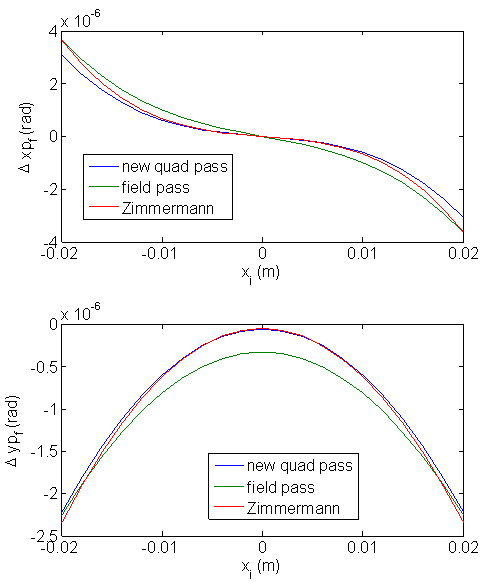 x 10^-6
4
2
0
-2
-4
Δ xp_f (rad)
new quad pass
field pass
Zimmermann
-0.02 -0.01 0 0.01 0.02
x_i (m)
x 10^-6
0
-0.5
-1
-1.5
-2
-2.5
Δ yp_f (rad)
new quad pass
field pass
Zimmermann
-0.02 -0.01 0 0.01 0.02
x_i (m)